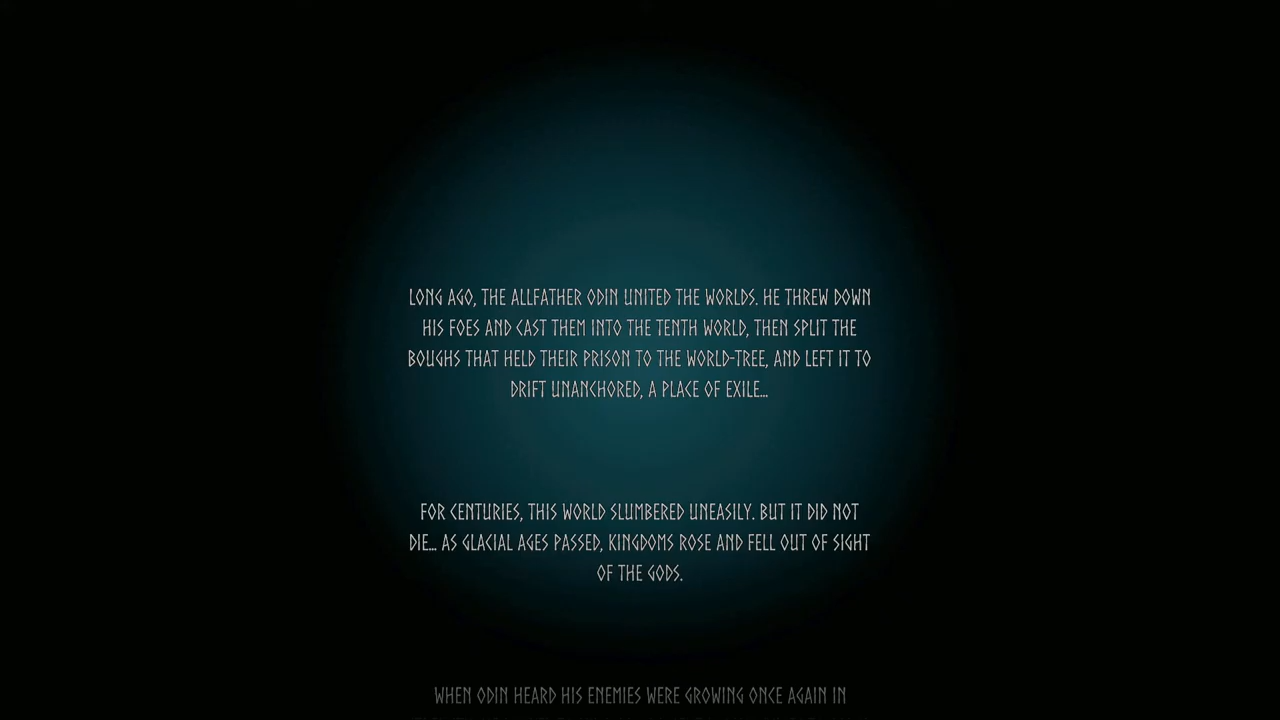 LONG AGO, THE ALLFATHER ODIN UNITED THE WORLDS. HE THREW DOWN
HIS FOES AND CAST THEM INTO THE TENTH WORLD, THEN SPLIT THE
BOUGHS THAT HELD THEIR PRISON TO THE WORLD-TREE, AND LEFT IT TO
DRIFT UNANCHORED, A PLACE OF EXILE...
FOR CENTURIES, THIS WORLD SLUMBERED UNEASILY. BUT IT DID NOT
DIE... AS GLACIAL AGES PASSED, KINGDOMS ROSE AND FELL OUT OF SIGHT
OF THE GODS.
WHEN ODIN HEARD HIS ENEMIES WERE GROWING ONCE AGAIN IN